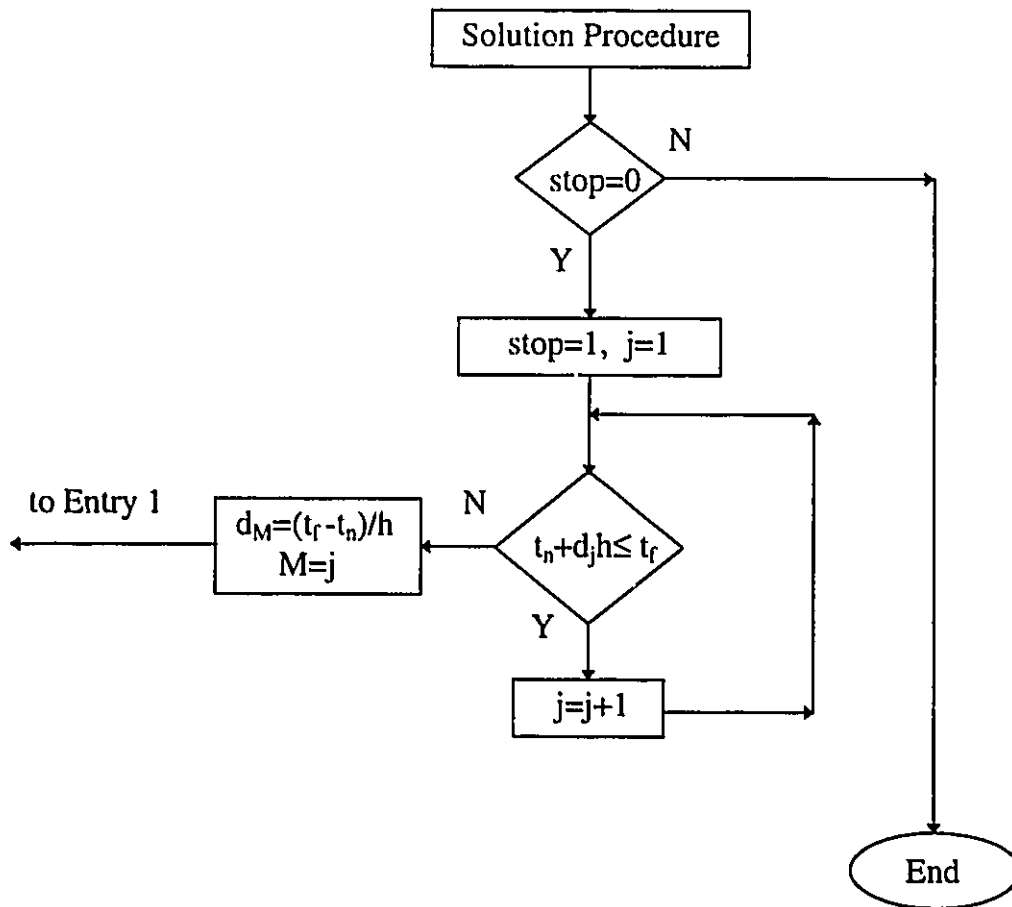 Solution Procedure
N
stop=0
Y
stop=1, j=1
to Entry 1
N
d_M=(t_f-t_n)/h
M=j
t_n+d_jh≤ t_f
Y
j=j+1
End